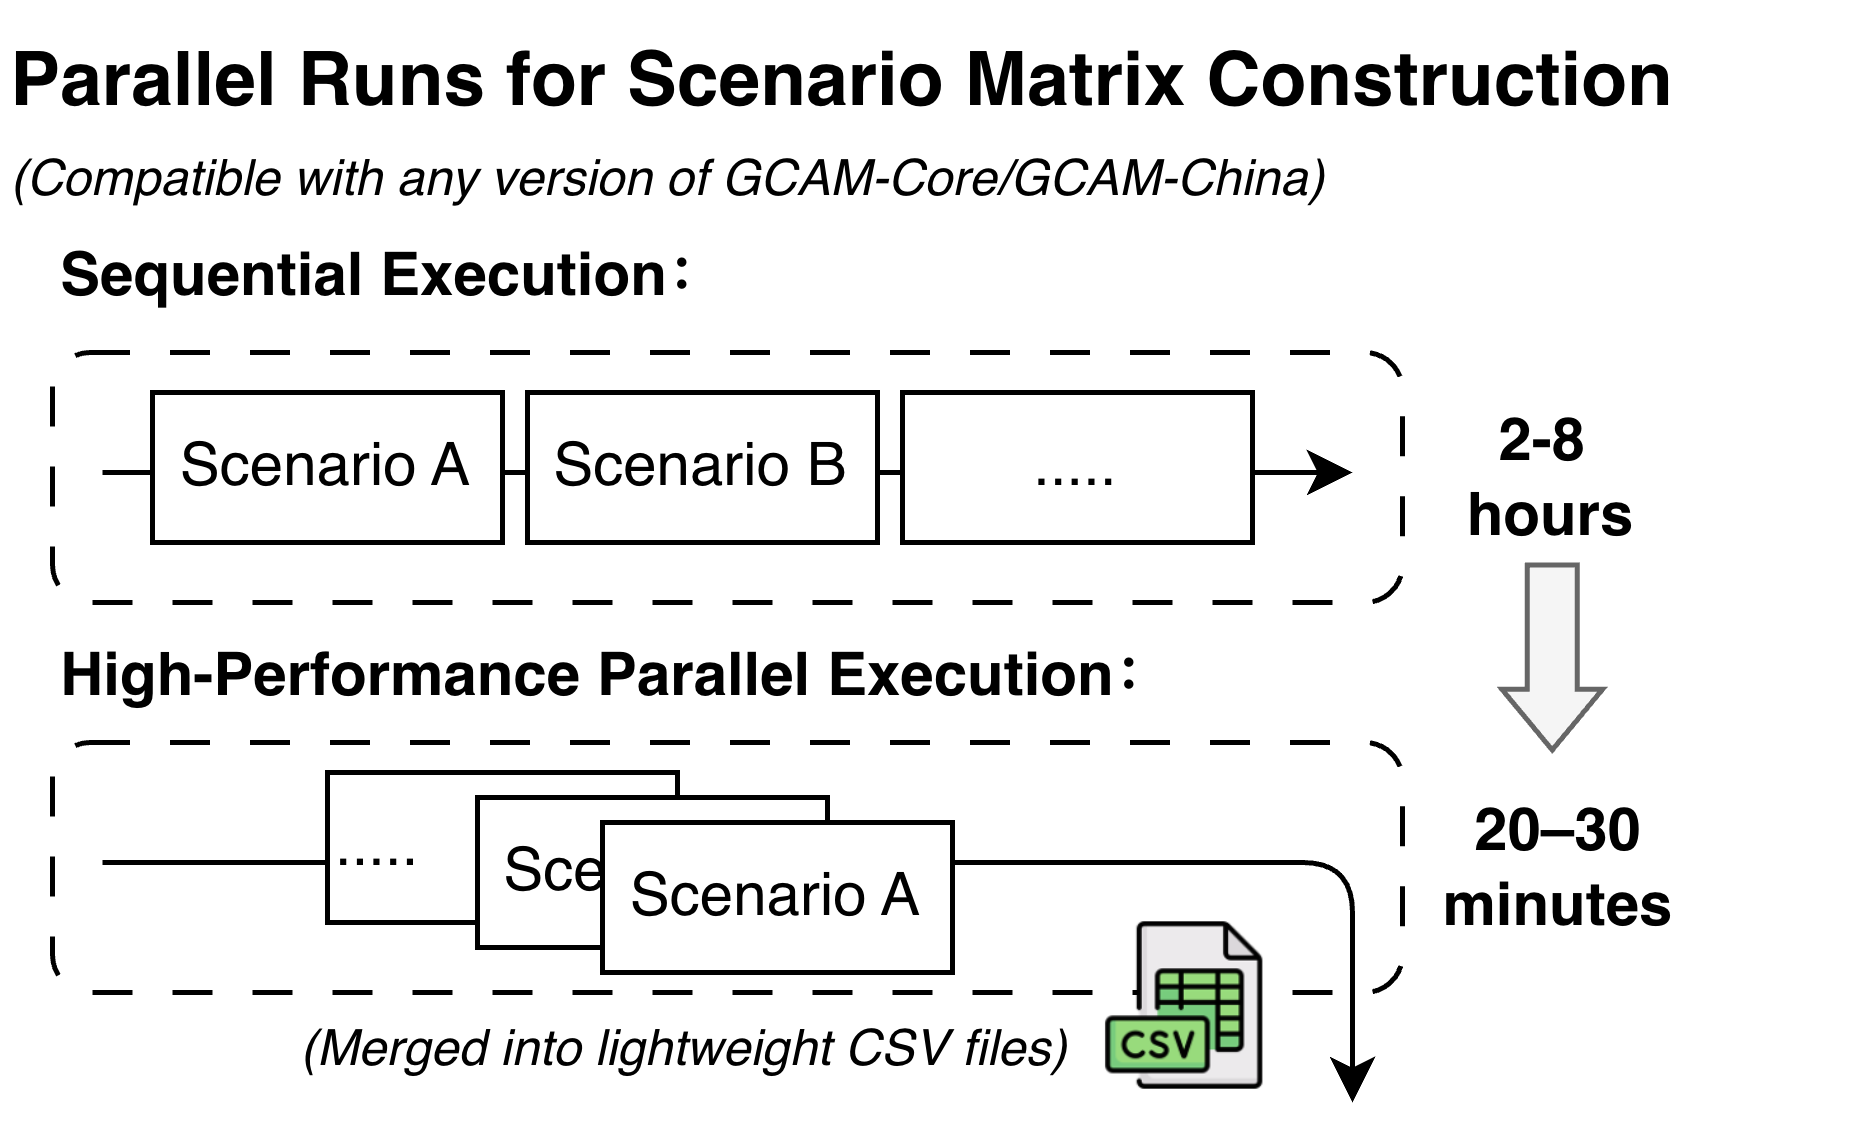 Parallel Runs for Scenario Matrix Construction
(Compatible with any version of GCAM-Core/GCAM-China)
Sequential Execution：
Scenario A
Scenario B
.....
2-8
hours
High-Performance Parallel Execution：
.....
Sce
Scenario A
20–30
minutes
(Merged into lightweight CSV files)
CSV